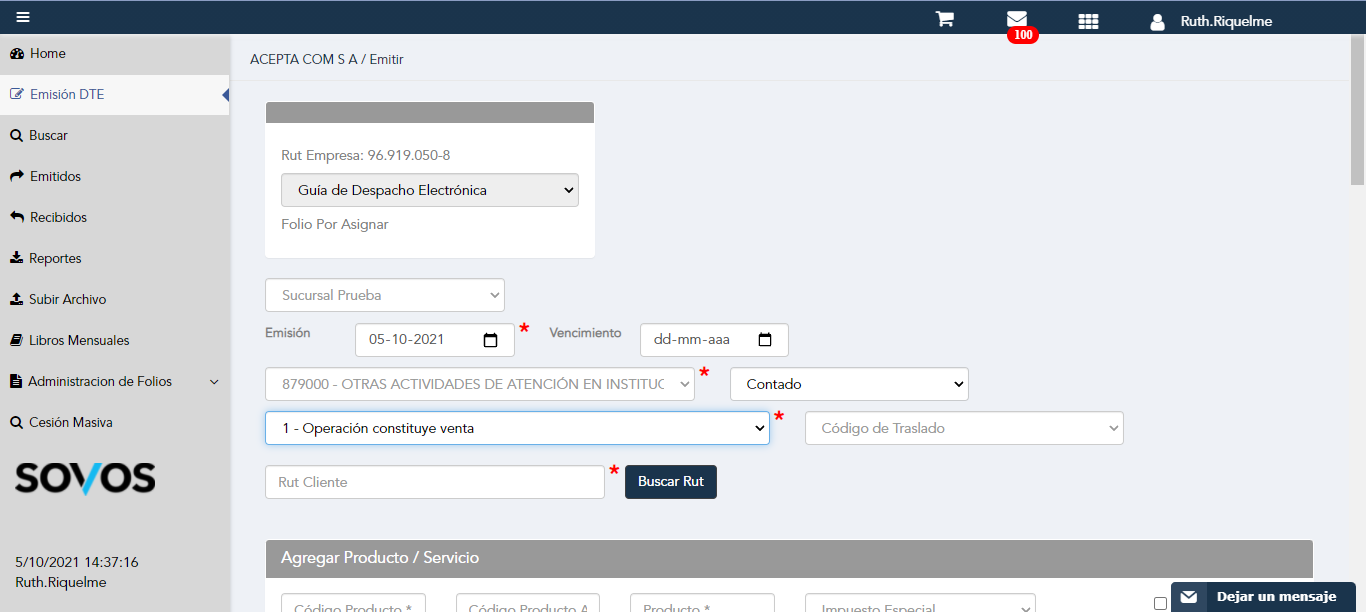 100
Ruth.Riquelme
Home
Emisión DTE
Buscar
Emitidos
Recibidos
Reportes
Subir Archivo
Libros Mensuales
Administracion de Folios
Cesión Masiva
SOVOS
5/10/2021 14:37:16
Ruth.Riquelme
ACEPTA COM S A / Emitir
Rut Empresa: 96.919.050-8
Guía de Despacho Electrónica
Folio Por Asignar
Sucursal Prueba
Emisión 05-10-2021 * Vencimiento dd-mm-aaa
879000 - OTRAS ACTIVIDADES DE ATENCIÓN EN INSTITUC * Contado
1 - Operación constituye venta * Código de Traslado
Rut Cliente * Buscar Rut
Agregar Producto / Servicio
Código Producto * Código Producto A Producto * Impuesto Especial
Dejar un mensaje